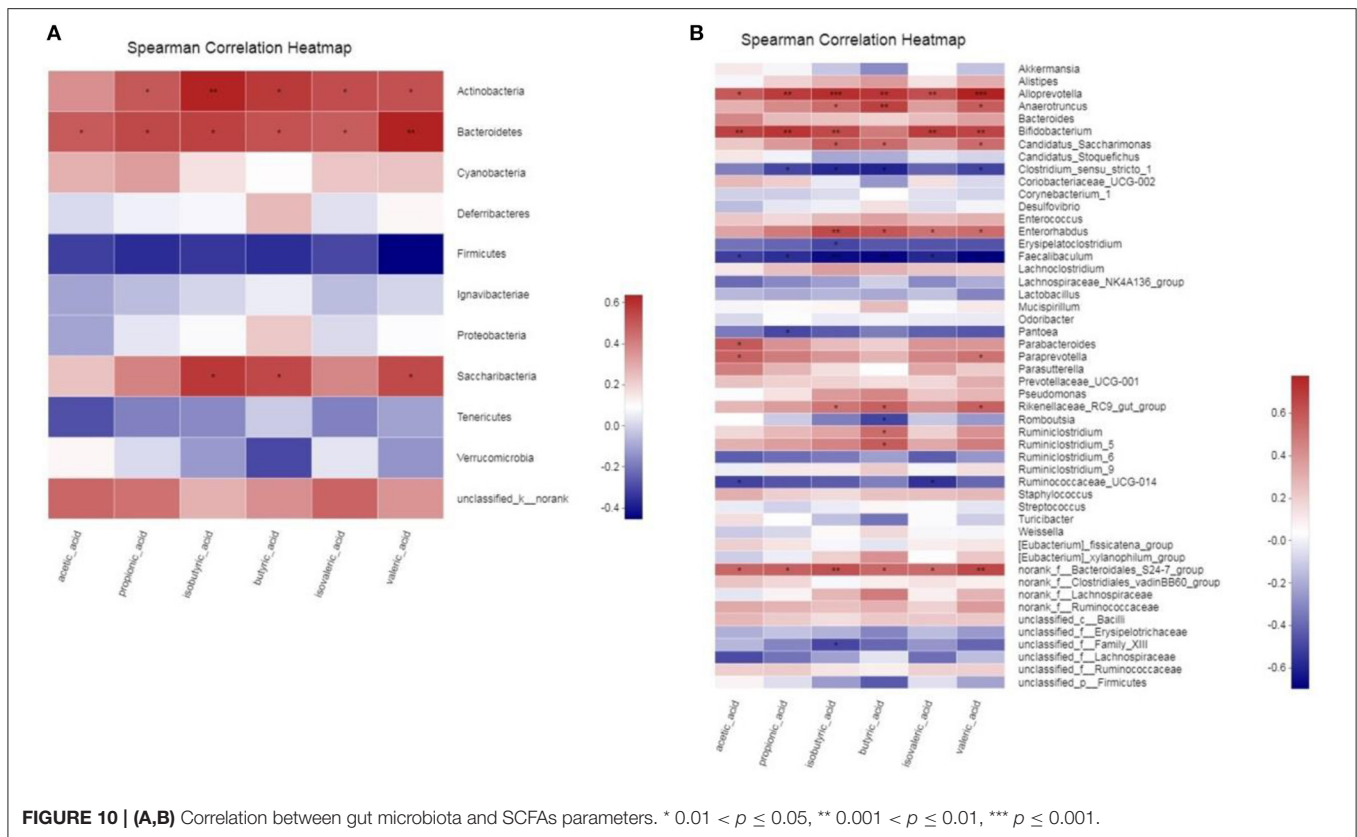 A
Spearman Correlation Heatmap
* ** * * *
Actinobacteria
* * * * * **
Bacteroidetes
Cyanobacteria
Deferribacteres
Firmicutes
Ignavibacteriae
Proteobacteria
* * *
Saccharibacteria
Tenericutes
Verrucomicrobia
unclassified_k__norank
acetic_acid
propionic_acid
isobutyric_acid
butyric_acid
isovaleric_acid
valeric_acid
0.6
0.4
0.2
0.0
-0.2
-0.4
B
Spearman Correlation Heatmap
Akkermansia
Alistipes
* ** *** ** ** ***
Alloprevotella
* ** *
Anaerotruncus
Bacteroides
** ** ** ** **
Bifidobacterium
* * *
Candidatus_Saccharimonas
Candidatus_Stoquefichus
* * * *
Clostridium_sensu_stricto_1
Coriobacteriaceae_UCG-002
Corynebacterium_1
Desulfovibrio
Enterococcus
** * * *
Enterorhabdus
*
Erysipelatoclostridium
* * *
Faecalibaculum
Lachnoclostridium
Lachnospiraceae_NK4A136_group
Lactobacillus
Mucispirillum
Odoribacter
*
Pantoea
*
Parabacteroides
* *
Paraprevotella
Parasutterella
Prevotellaceae_UCG-001
Pseudomonas
* * *
Rikenellaceae_RC9_gut_group
*
Romboutsia
*
Ruminiclostridium
*
Ruminiclostridium_5
Ruminiclostridium_6
Ruminiclostridium_9
* *
Ruminococcaceae_UCG-014
Staphylococcus
Streptococcus
Turicibacter
Weissella
[Eubacterium]_fissicatena_group
[Eubacterium]_xylanophilum_group
* * ** * * **
norank_f__Bacteroidales_S24-7_group
norank_f__Clostridiales_vadinBB60_group
norank_f__Lachnospiraceae
norank_f__Ruminococcaceae
unclassified_c__Bacilli
unclassified_f__Erysipelotrichaceae
*
unclassified_f__Family_XIII
unclassified_f__Lachnospiraceae
unclassified_f__Ruminococcaceae
unclassified_p__Firmicutes
acetic_acid
propionic_acid
isobutyric_acid
butyric_acid
isovaleric_acid
valeric_acid
0.6
0.4
0.2
0.0
-0.2
-0.4
-0.6
FIGURE 10 | (A,B) Correlation between gut microbiota and SCFAs parameters. * 0.01 < p ≤ 0.05, ** 0.001 < p ≤ 0.01, *** p ≤ 0.001.